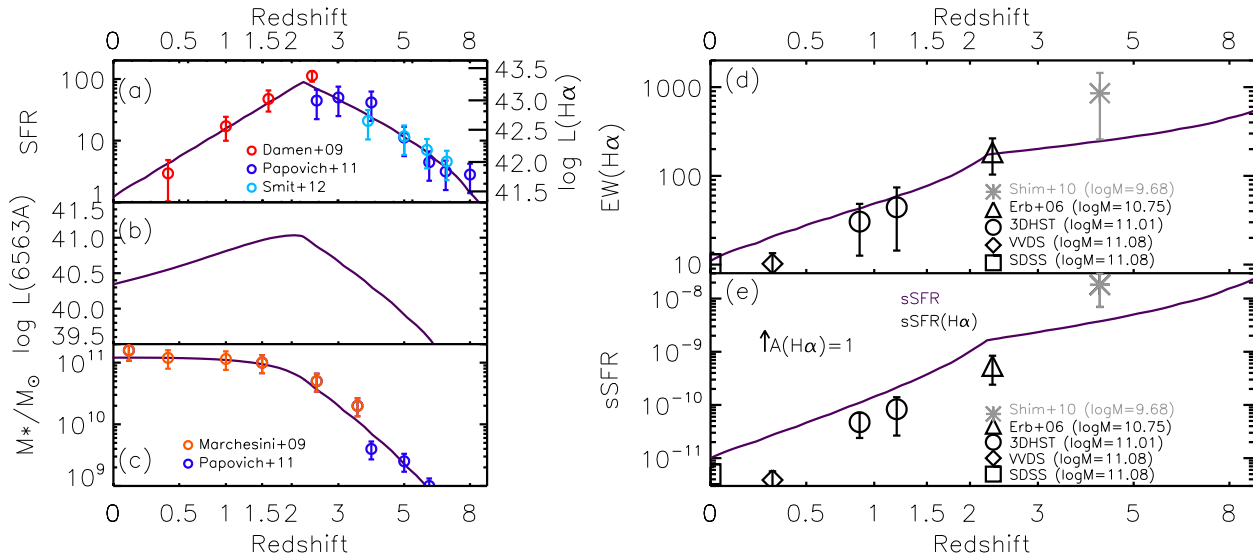 Redshift
0 0.5 1 1.5 2 3 5 8
SFR
100
10
1
(a)
Damen+09
Papovich+11
Smit+12
43.5
43.0
42.5
42.0
41.5
log L(Hα)
log L(6563A)
41.5
41.0
40.5
40.0
39.5
(b)
M*/M⊙
10^11
10^10
10^9
(c)
Marchesini+09
Papovich+11
0 0.5 1 1.5 2 3 5 8
Redshift
Redshift
0 0.5 1 2 3 5 8
EW(Hα)
1000
100
10
(d)
Shim+10 (logM=9.68)
Erb+06 (logM=10.75)
3DHST (logM=11.01)
VVDS (logM=11.08)
SDSS (logM=11.08)
sSFR
10^-8
10^-9
10^-10
10^-11
(e)
sSFR
sSFR(Hα)
↑A(Hα)=1
Shim+10 (logM=9.68)
Erb+06 (logM=10.75)
3DHST (logM=11.01)
VVDS (logM=11.08)
SDSS (logM=11.08)
0 0.5 1 2 3 5 8
Redshift